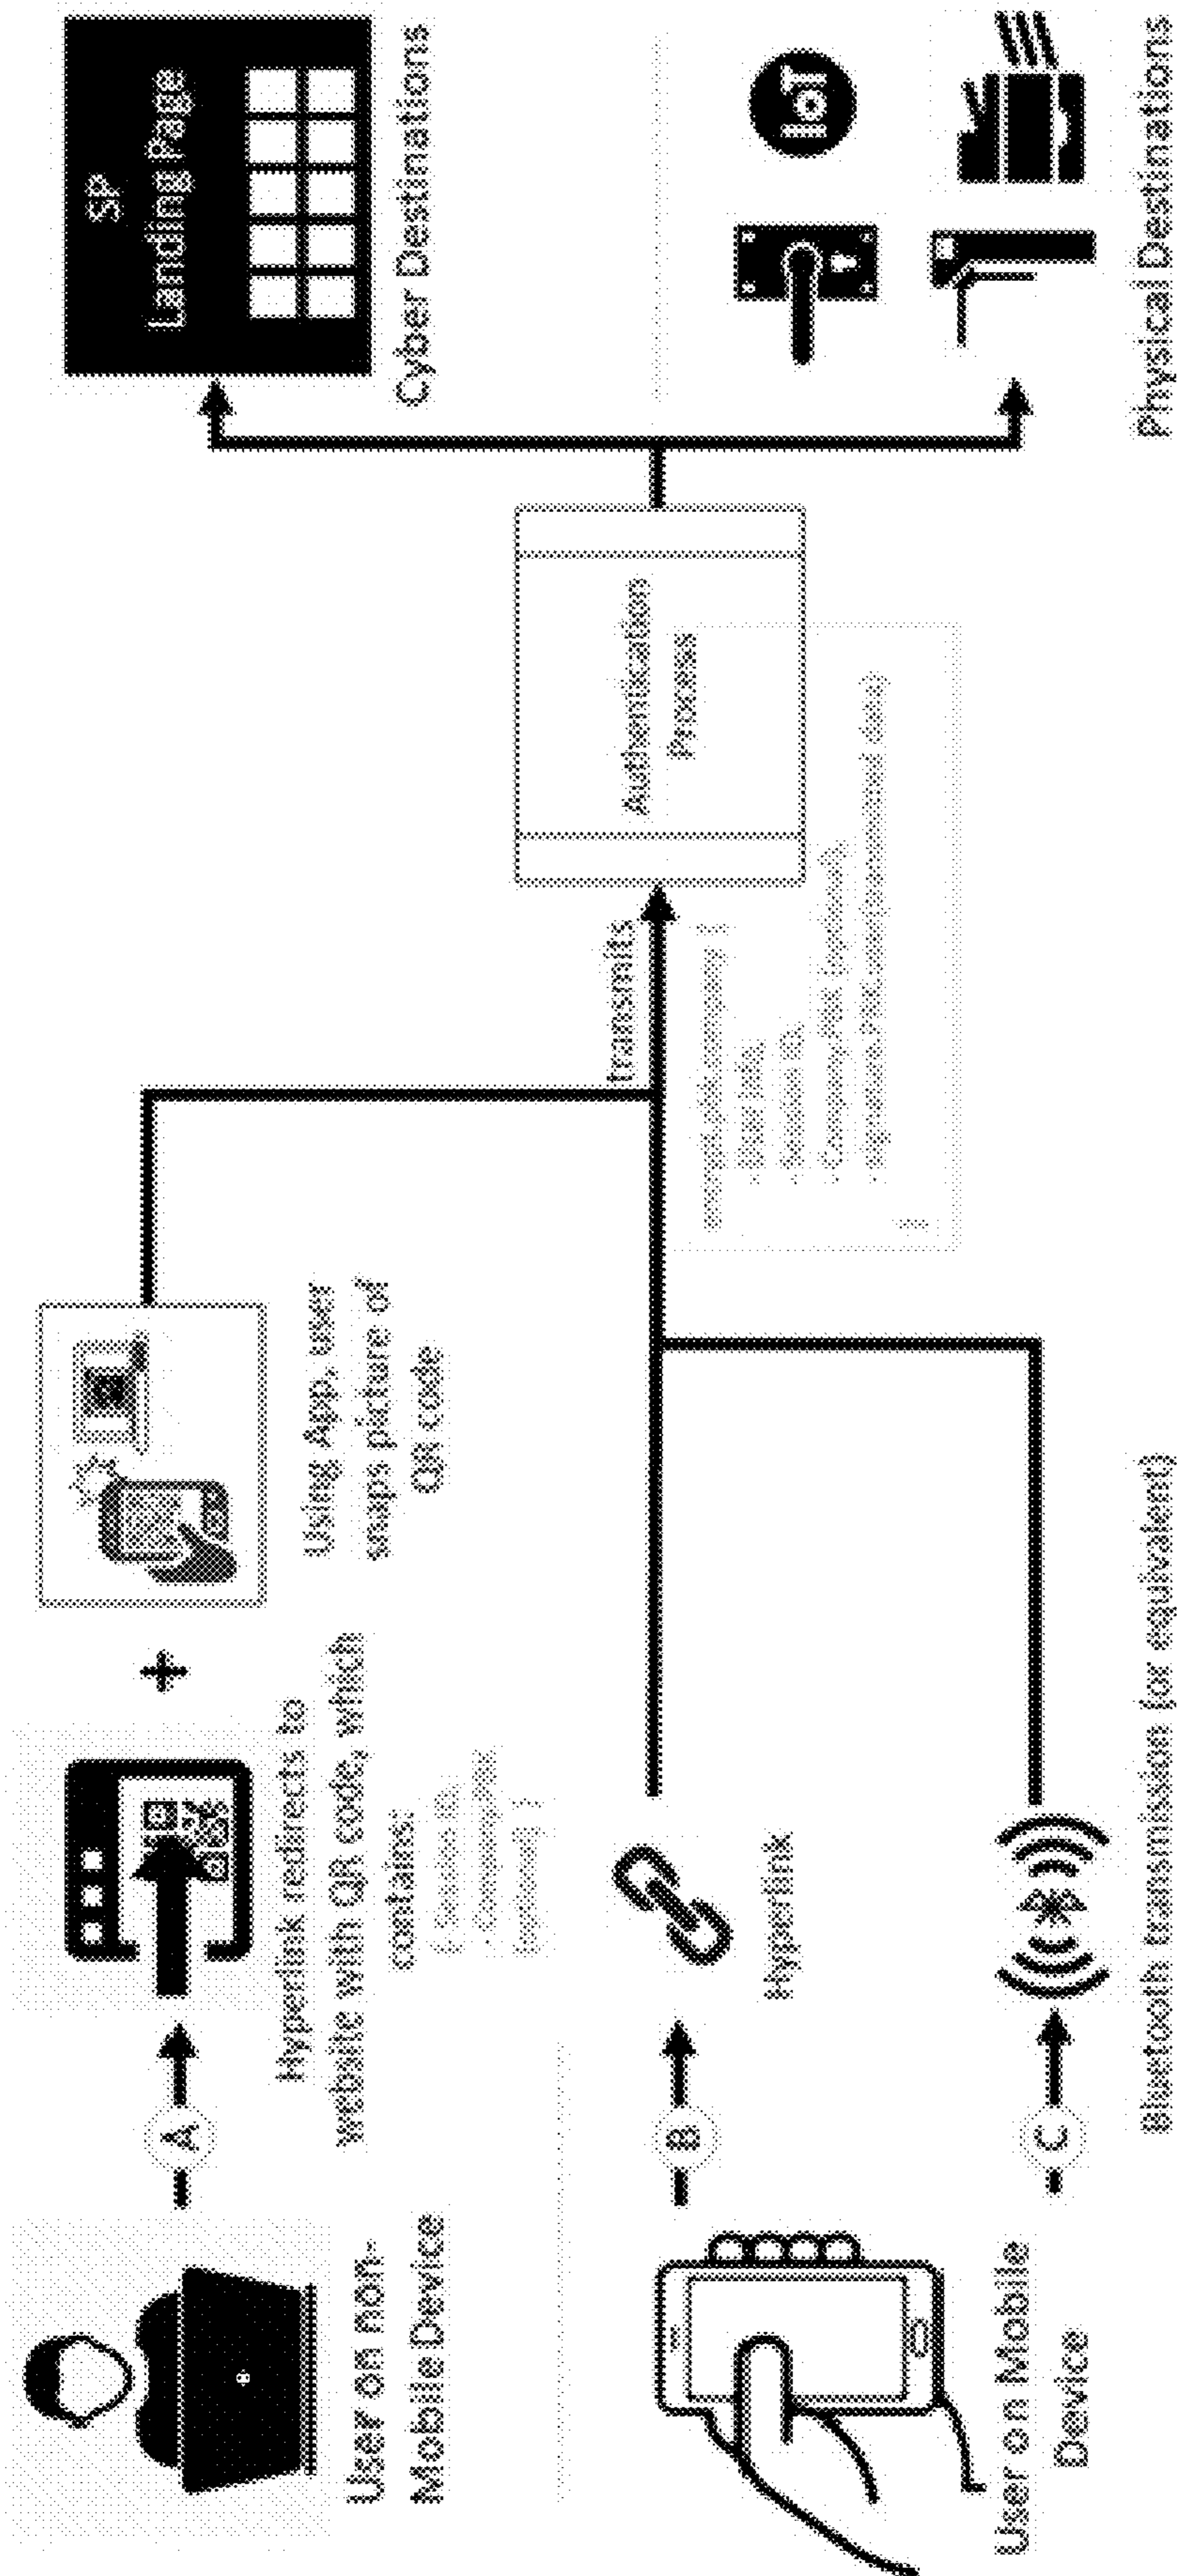 User on non-
Mobile Device
A
Hyperlink redirects to
website with QR code, which
contains:
+
Using App, user
snaps picture of
QR code
User on Mobile
Device
B
Hyperlink
C
Bluetooth transmission (or equivalent)
transmits
Authentication
Process
SP
Landing Page
Cyber Destinations
IoT
Physical Destinations